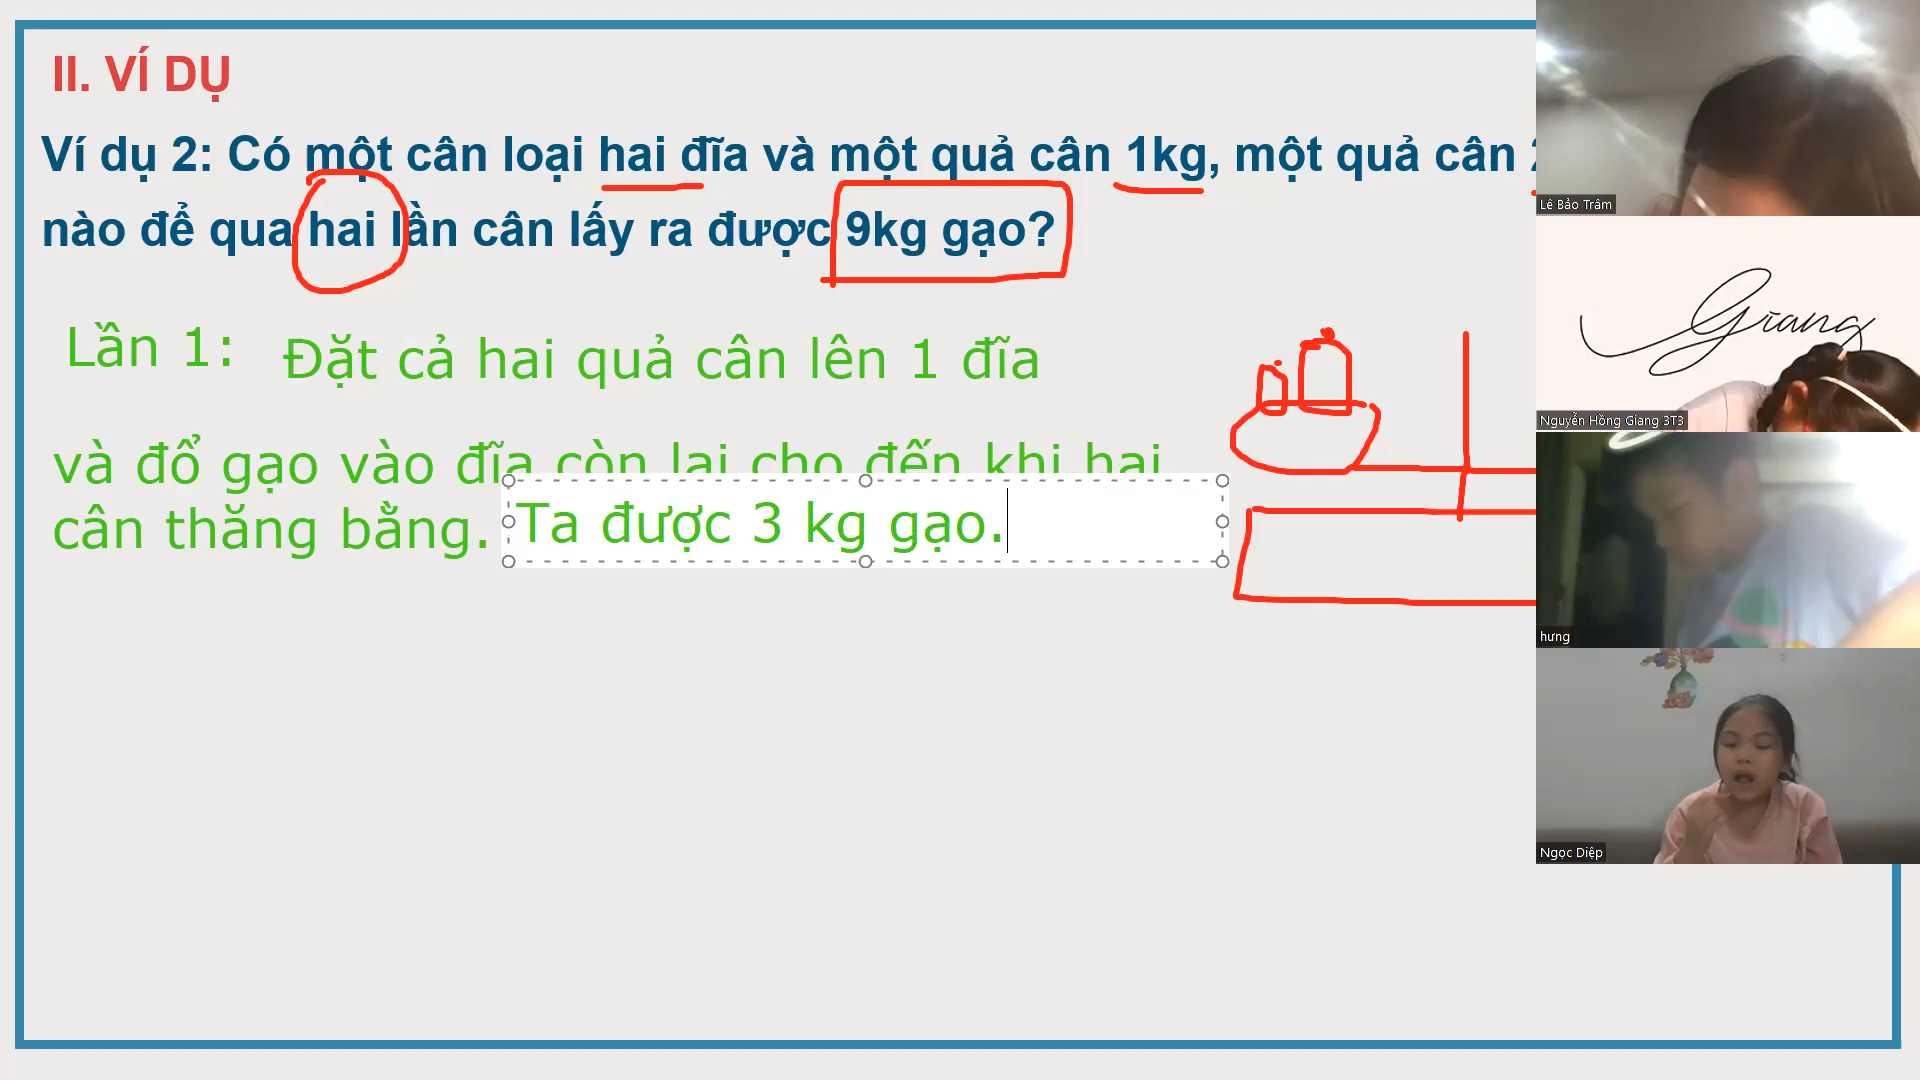 II. VÍ DỤ
Ví dụ 2: Có một cân loại hai đĩa và một quả cân 1kg, một quả cân
nào để qua hai lần cân lấy ra được 9kg gạo?
Lần 1: Đặt cả hai quả cân lên 1 đĩa
và đổ gạo vào đĩa còn lại cho đến khi hai
cân thăng bằng. Ta được 3 kg gạo.
Lê Bảo Trâm
Giang
Nguyễn Hồng Giang 3T3
hưng
Ngọc Diệp